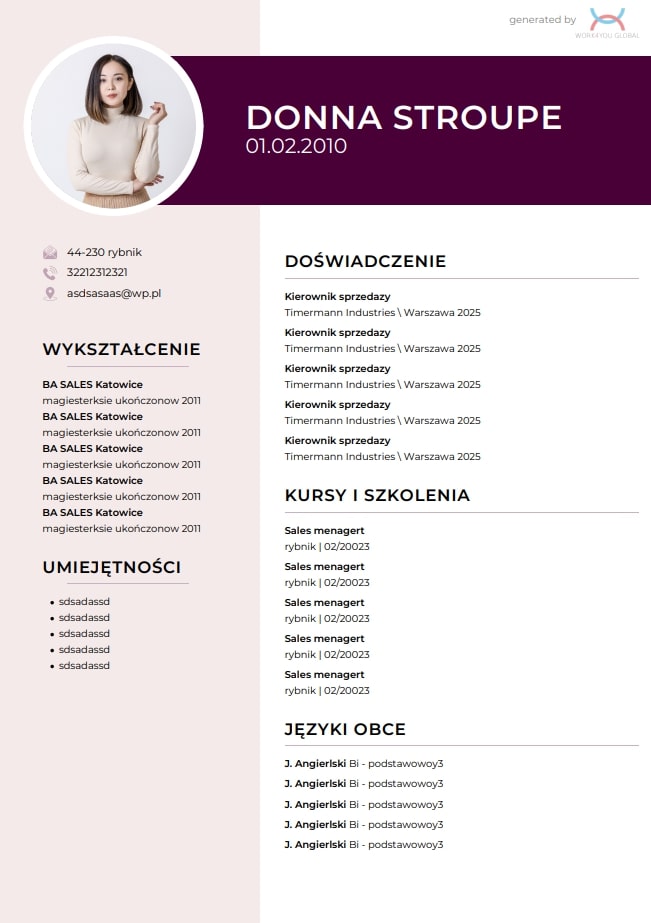 generated by
WORK4YOU GLOBAL
DONNA STROUPE
01.02.2010
44-230 rybnik
32212312321
asdsasaas@wp.pl
WYKSZTAŁCENIE
BA SALES Katowice
magiesterksie ukończonow 2011
BA SALES Katowice
magiesterksie ukończonow 2011
BA SALES Katowice
magiesterksie ukończonow 2011
BA SALES Katowice
magiesterksie ukończonow 2011
BA SALES Katowice
magiesterksie ukończonow 2011
UMIEJĘTNOŚCI
• sdsadassd
• sdsadassd
• sdsadassd
• sdsadassd
• sdsadassd
DOŚWIADCZENIE
Kierownik sprzedazy
Timermann Industries \ Warszawa 2025
Kierownik sprzedazy
Timermann Industries \ Warszawa 2025
Kierownik sprzedazy
Timermann Industries \ Warszawa 2025
Kierownik sprzedazy
Timermann Industries \ Warszawa 2025
Kierownik sprzedazy
Timermann Industries \ Warszawa 2025
KURSY I SZKOLENIA
Sales menagert
rybnik | 02/20023
Sales menagert
rybnik | 02/20023
Sales menagert
rybnik | 02/20023
Sales menagert
rybnik | 02/20023
Sales menagert
rybnik | 02/20023
JĘZYKI OBCE
J. Angierlski Bi - podstawowoy3
J. Angierlski Bi - podstawowoy3
J. Angierlski Bi - podstawowoy3
J. Angierlski Bi - podstawowoy3
J. Angierlski Bi - podstawowoy3